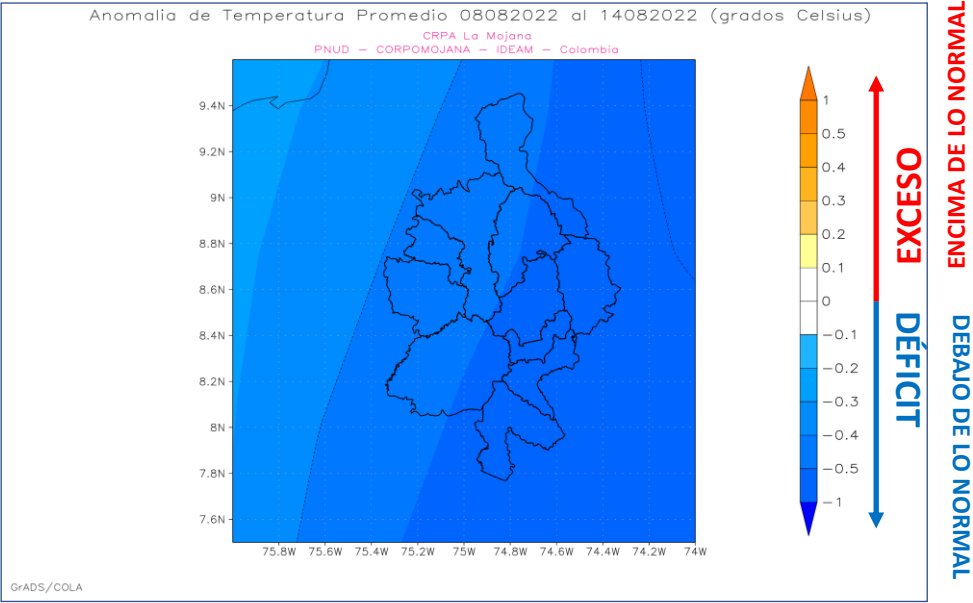 Anomalia de Temperatura Promedio 08082022 al 14082022 (grados Celsius)
CRPA La Mojana
PNUD – CORPOMOJANA – IDEAM – Colombia
9.4N
9.2N
9N
8.8N
8.6N
8.4N
8.2N
8N
7.8N
7.6N
75.8W 75.6W 75.4W 75.2W 75W 74.8W 74.6W 74.4W 74.2W 74W
1
0.5
0.4
0.3
0.2
0.1
0
−0.1
−0.2
−0.3
−0.4
−0.5
−1
EXCESO
DÉFICIT
ENCIMA DE LO NORMAL
DEBAJO DE LO NORMAL
GrADS/COLA